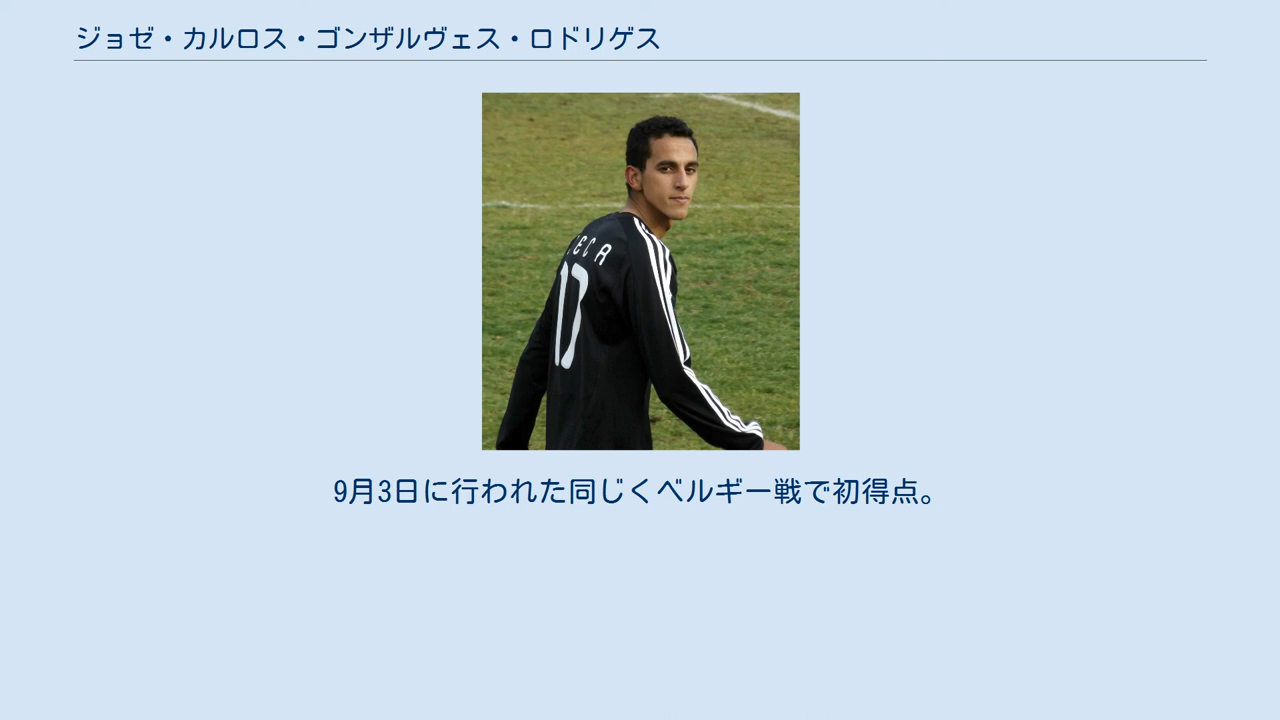 ジョゼ・カルロス・ゴンザルヴェス・ロドリゲス
ECA
17
9月3日に行われた同じくベルギー戦で初得点。